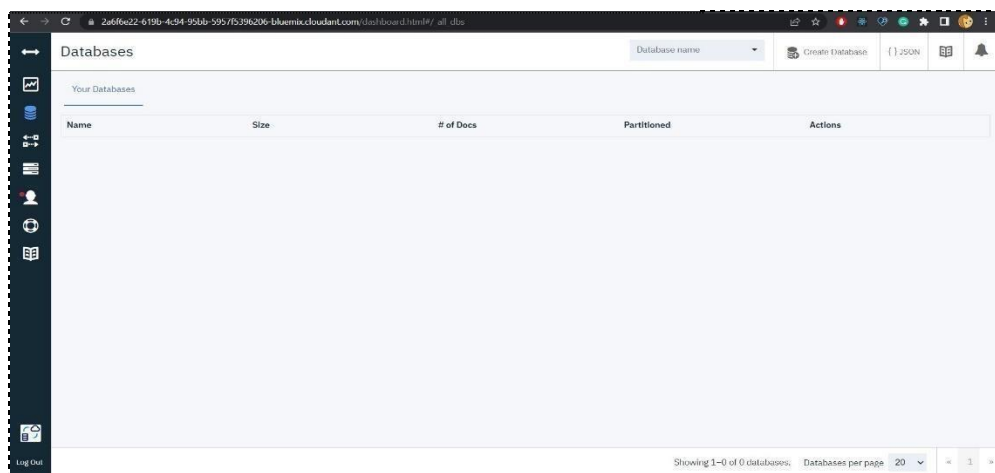 2a6f6e22-619b-4c94-95bb-5957f5396206-bluemix.cloudant.com/dashboard.html#/_all_dbs
Databases
Database name
Create Database
{ } JSON
Your Databases
Name Size # of Docs Partitioned Actions
Log Out
Showing 1–0 of 0 databases. Databases per page 20 « 1 »